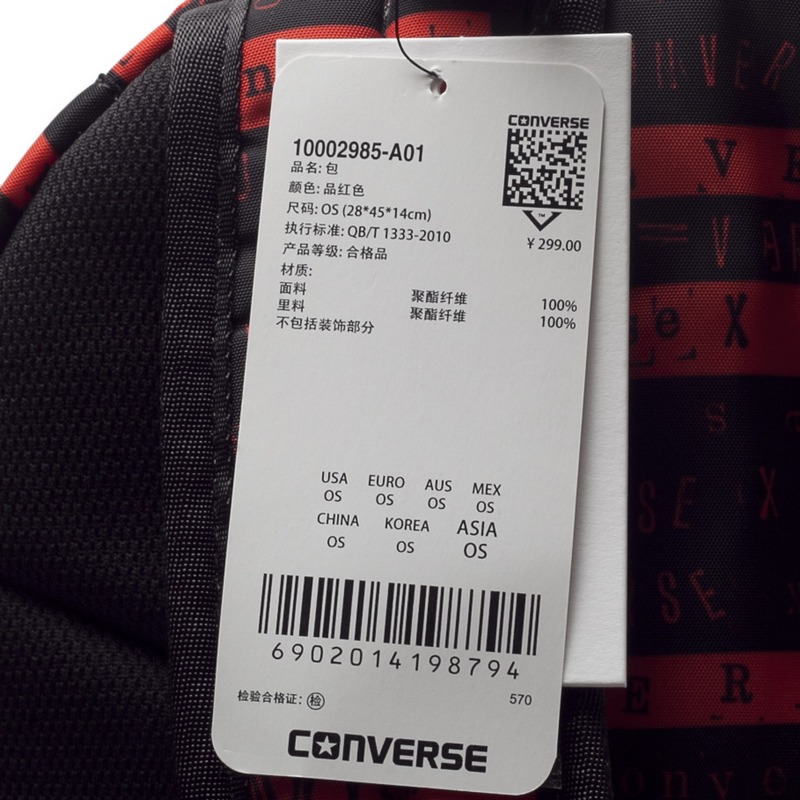 CONVERSE
10002985-A01
品名: 包
颜色: 品红色
尺码: OS (28*45*14cm)
执行标准: QB/T 1333-2010
¥ 299.00
产品等级: 合格品
材质:
面料 聚酯纤维 100%
里料 聚酯纤维 100%
不包括装饰部分
USA EURO AUS MEX
OS OS OS OS
CHINA KOREA ASIA
OS OS OS
6902014198794
检验合格证: 检
570
CONVERSE